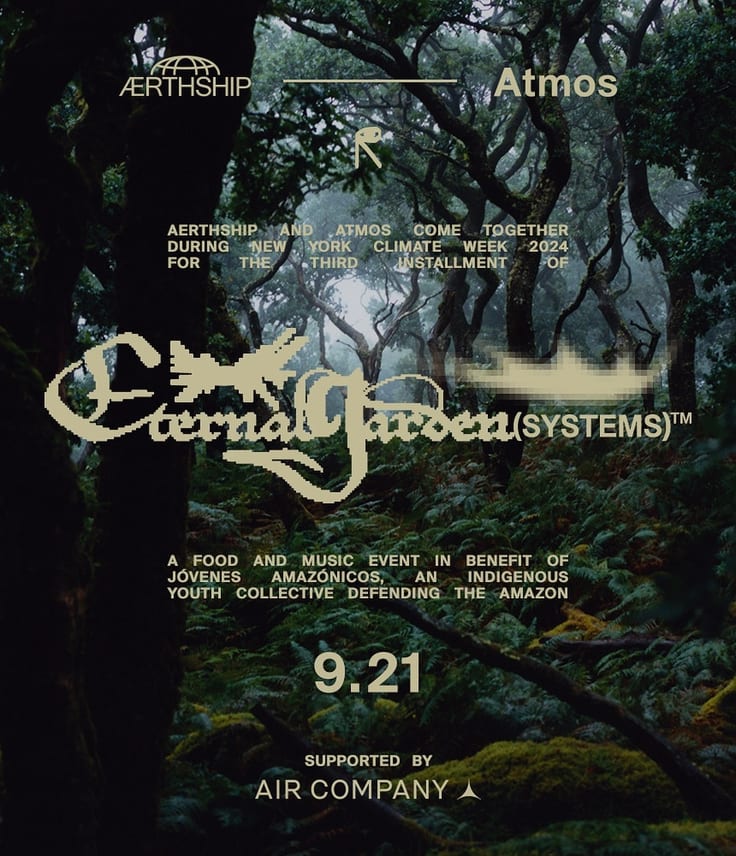 ÆRTHSHIP
Atmos
R
AERTHSHIP AND ATMOS COME TOGETHER
DURING NEW YORK CLIMATE WEEK 2024
FOR THE THIRD INSTALLMENT OF
Eternal garden (SYSTEMS)™
A FOOD AND MUSIC EVENT IN BENEFIT OF
JÓVENES AMAZÓNICOS, AN INDIGENOUS
YOUTH COLLECTIVE DEFENDING THE AMAZON
9.21
SUPPORTED BY
AIR COMPANY